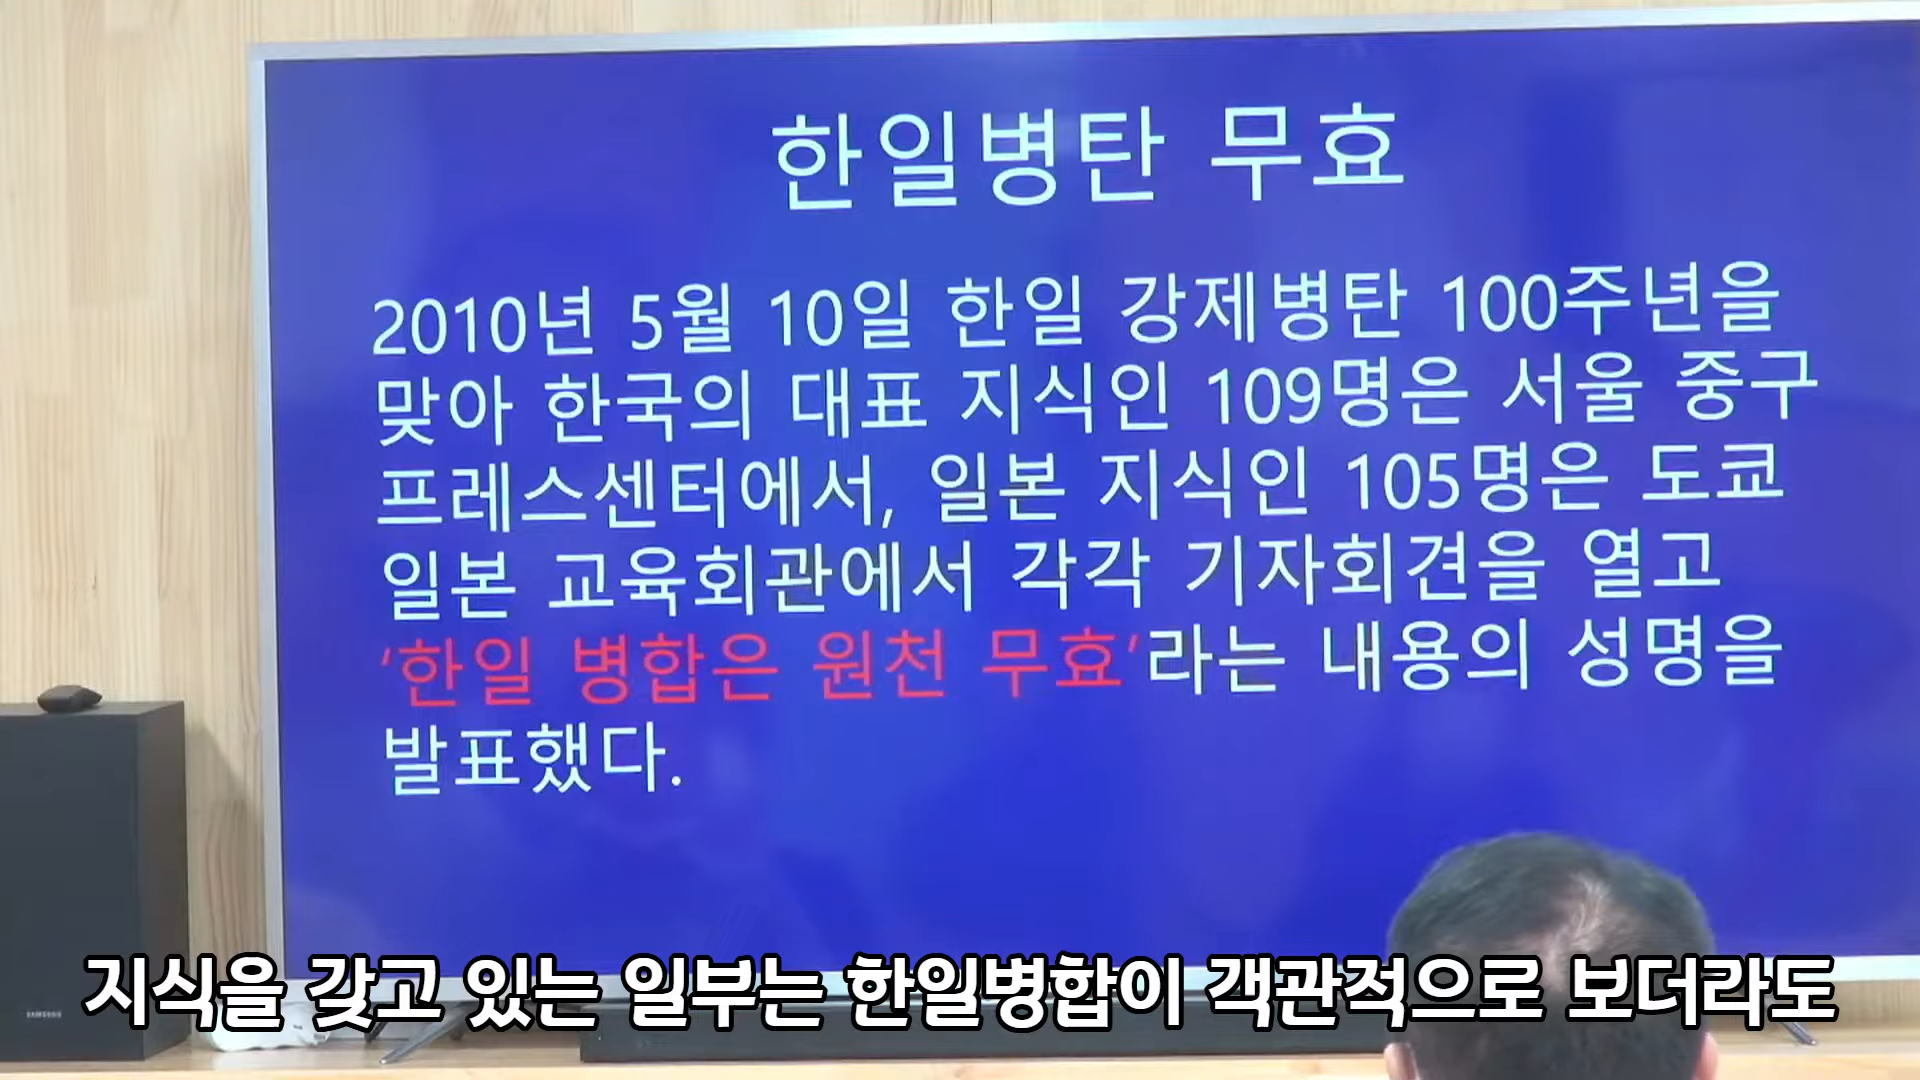 한일병탄 무효
2010년 5월 10일 한일 강제병탄 100주년을
맞아 한국의 대표 지식인 109명은 서울 중구
프레스센터에서, 일본 지식인 105명은 도쿄
일본 교육회관에서 각각 기자회견을 열고
‘한일 병합은 원천 무효’라는 내용의 성명을
발표했다.
SAMSUNG
지식을 갖고 있는 일부는 한일병합이 객관적으로 보더라도